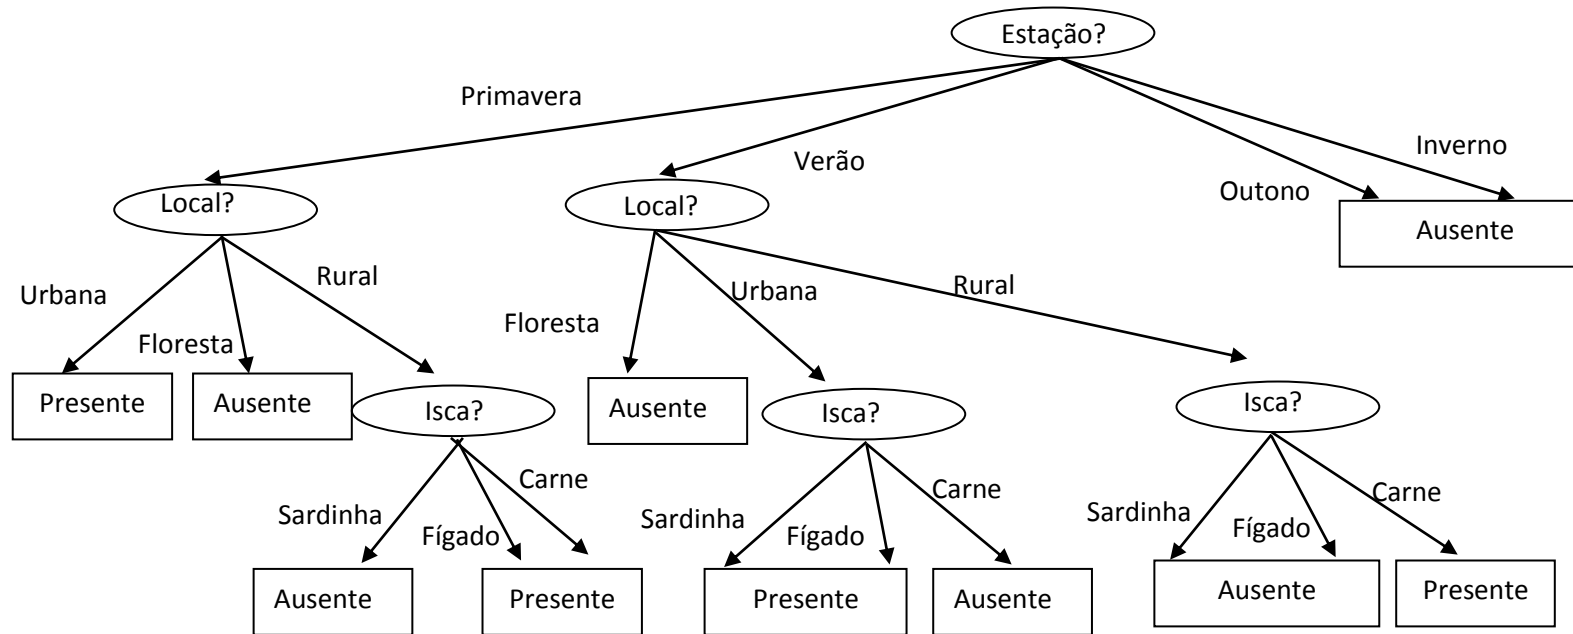 Estação?
Primavera
Verão
Inverno
Outono
Local?
Local?
Ausente
Urbana
Floresta
Rural
Floresta
Urbana
Rural
Presente
Ausente
Isca?
Ausente
Isca?
Isca?
Sardinha
Fígado
Carne
Sardinha
Fígado
Carne
Sardinha
Fígado
Carne
Ausente
Presente
Presente
Ausente
Ausente
Presente